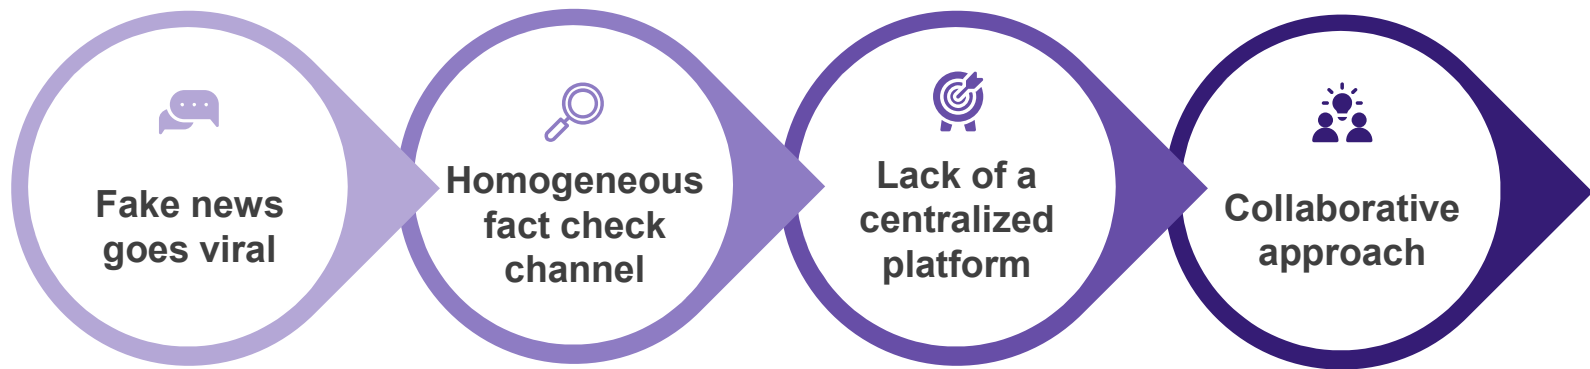 Fake news
goes viral
Homogeneous
fact check
channel
Lack of a
centralized
platform
Collaborative
approach